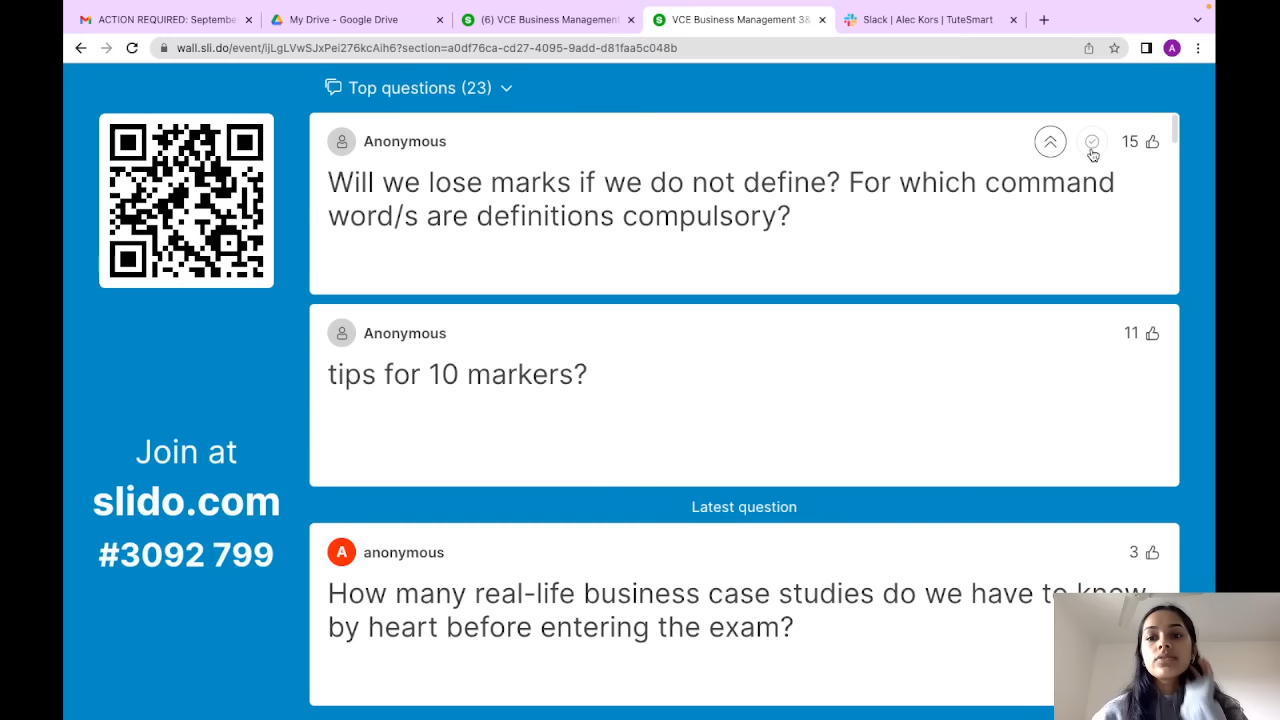 ACTION REQUIRED: Septembe
My Drive - Google Drive
(6) VCE Business Management
VCE Business Management 3&
Slack | Alec Kors | TuteSmart
wall.sli.do/event/ijLgLVwSJxPei276kcAih6?section=a0df76ca-cd27-4095-9add-d81faa5c048b
A
Top questions (23)
Anonymous
15
Will we lose marks if we do not define? For which command
word/s are definitions compulsory?
Anonymous
11
tips for 10 markers?
Join at
slido.com
#3092 799
Latest question
A
anonymous
3
How many real-life business case studies do we have to know
by heart before entering the exam?